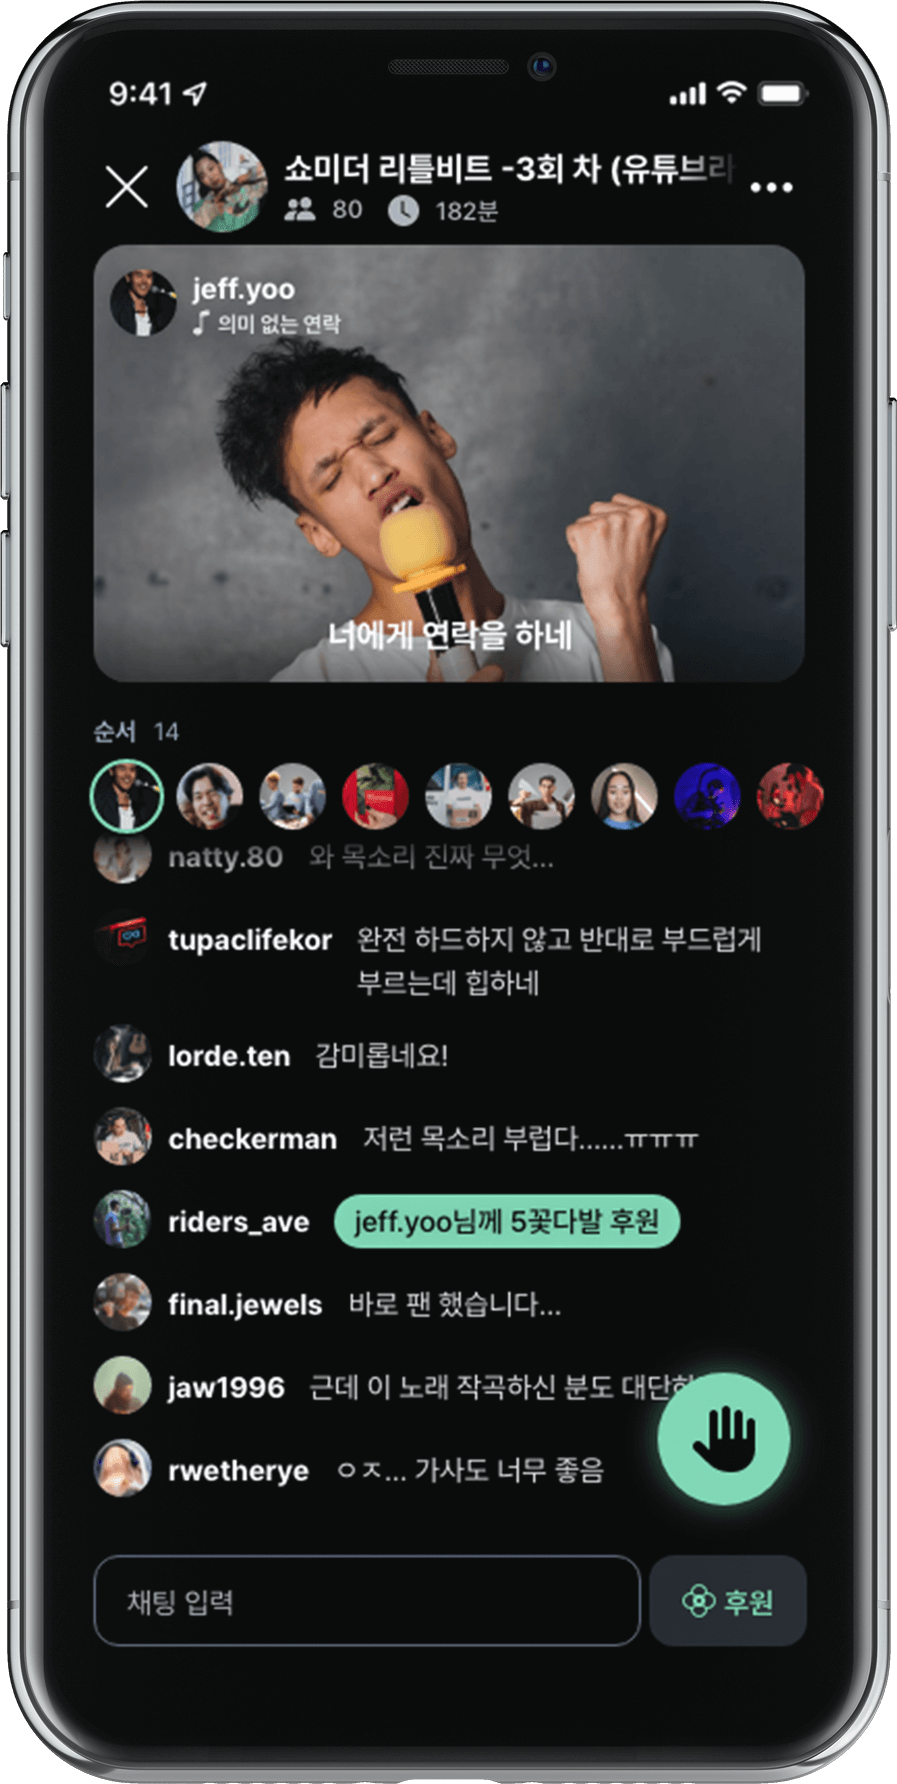 9:41
쇼미더 리틀비트 -3회 차 (유튜브라
80 182분
jeff.yoo
의미 없는 연락
너에게 연락을 하네
순서 14
natty.80 와 목소리 진짜 무엇...
tupaclifekor 완전 하드하지 않고 반대로 부드럽게
부르는데 힙하네
lorde.ten 감미롭네요!
checkerman 저런 목소리 부럽다......ㅠㅠㅠ
riders_ave jeff.yoo님께 5꽃다발 후원
final.jewels 바로 팬 했습니다...
jaw1996 근데 이 노래 작곡하신 분도 대단하
rwetherye ㅇㅈ... 가사도 너무 좋음
채팅 입력 후원